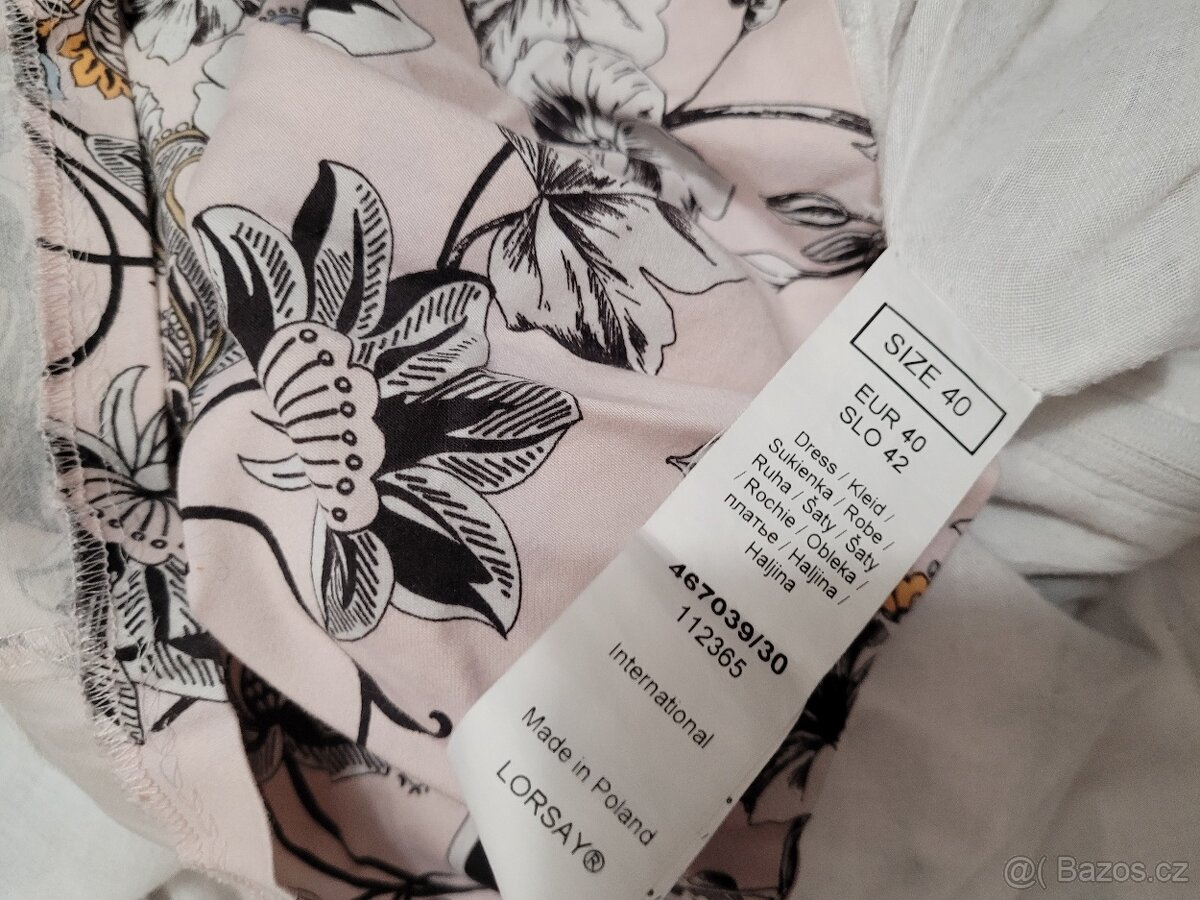 SIZE 40
EUR 40
SLO 42
Dress / Kleid /
Sukienka / Robe /
Ruha / Šaty / Šaty
/ Rochie / Obleka /
платье / Haljina /
Haljina
467039/30
112365
International
Made in Poland
LORSAY®
@( Bazos.cz